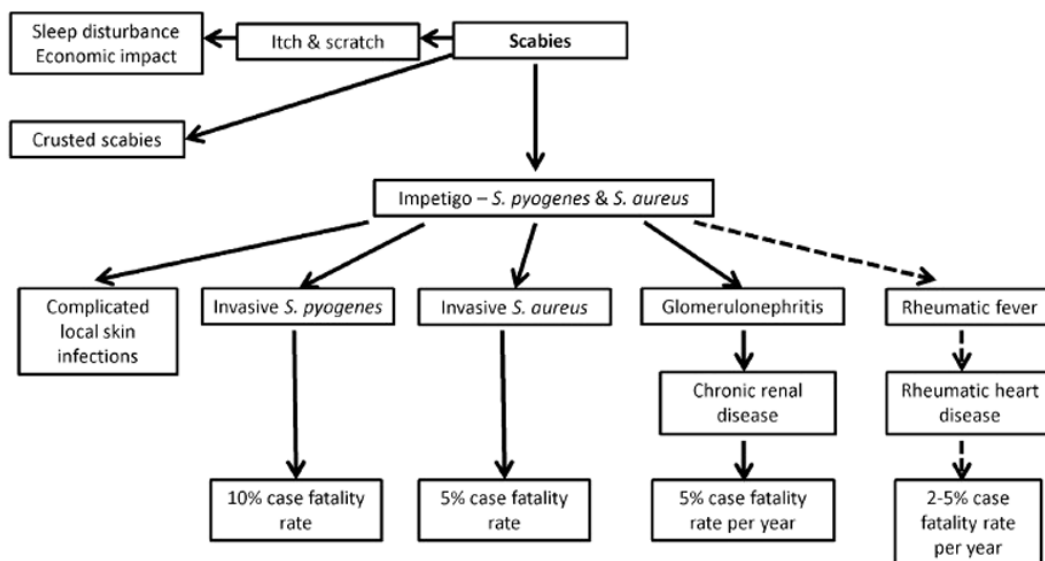 Sleep disturbance
Economic impact
Itch & scratch
Scabies
Crusted scabies
Impetigo – S. pyogenes & S. aureus
Complicated
local skin
infections
Invasive S. pyogenes
Invasive S. aureus
Glomerulonephritis
Rheumatic fever
Chronic renal
disease
Rheumatic heart
disease
10% case fatality
rate
5% case fatality
rate
5% case fatality
rate per year
2-5% case
fatality rate
per year